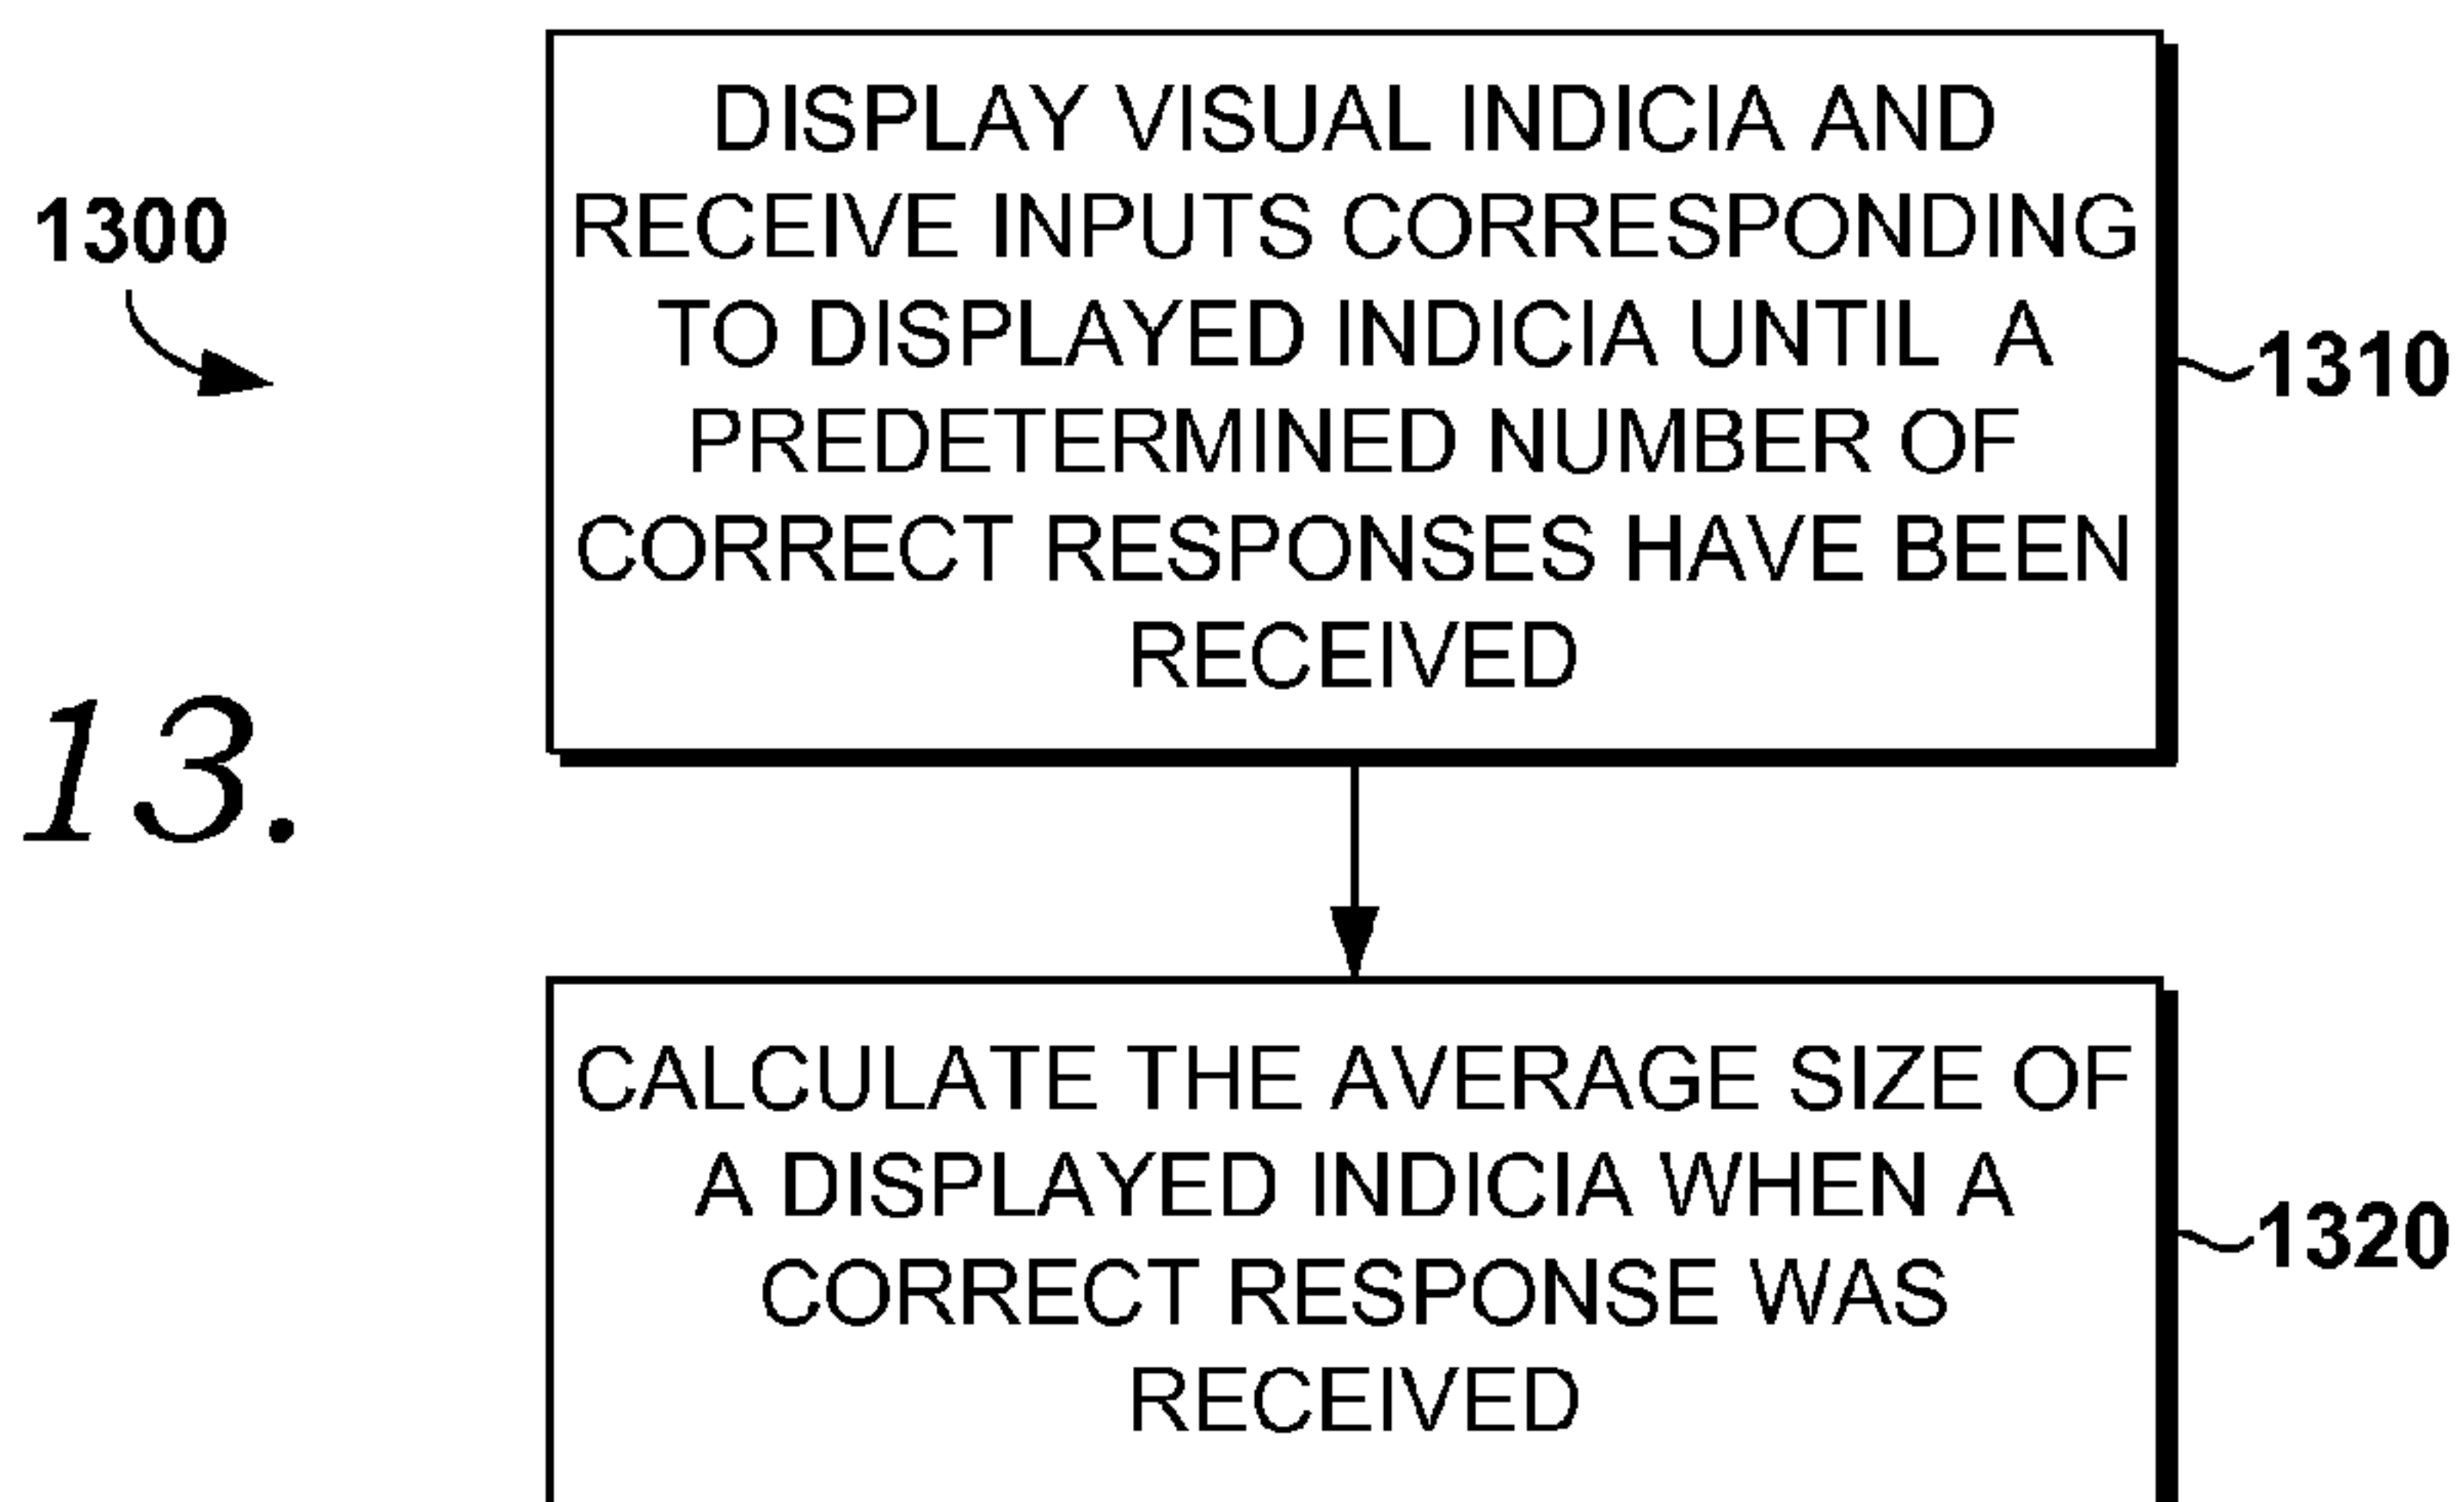 1300
DISPLAY VISUAL INDICIA AND
RECEIVE INPUTS CORRESPONDING
TO DISPLAYED INDICIA UNTIL A
PREDETERMINED NUMBER OF
CORRECT RESPONSES HAVE BEEN
RECEIVED
1310
13.
CALCULATE THE AVERAGE SIZE OF
A DISPLAYED INDICIA WHEN A
CORRECT RESPONSE WAS
RECEIVED
1320